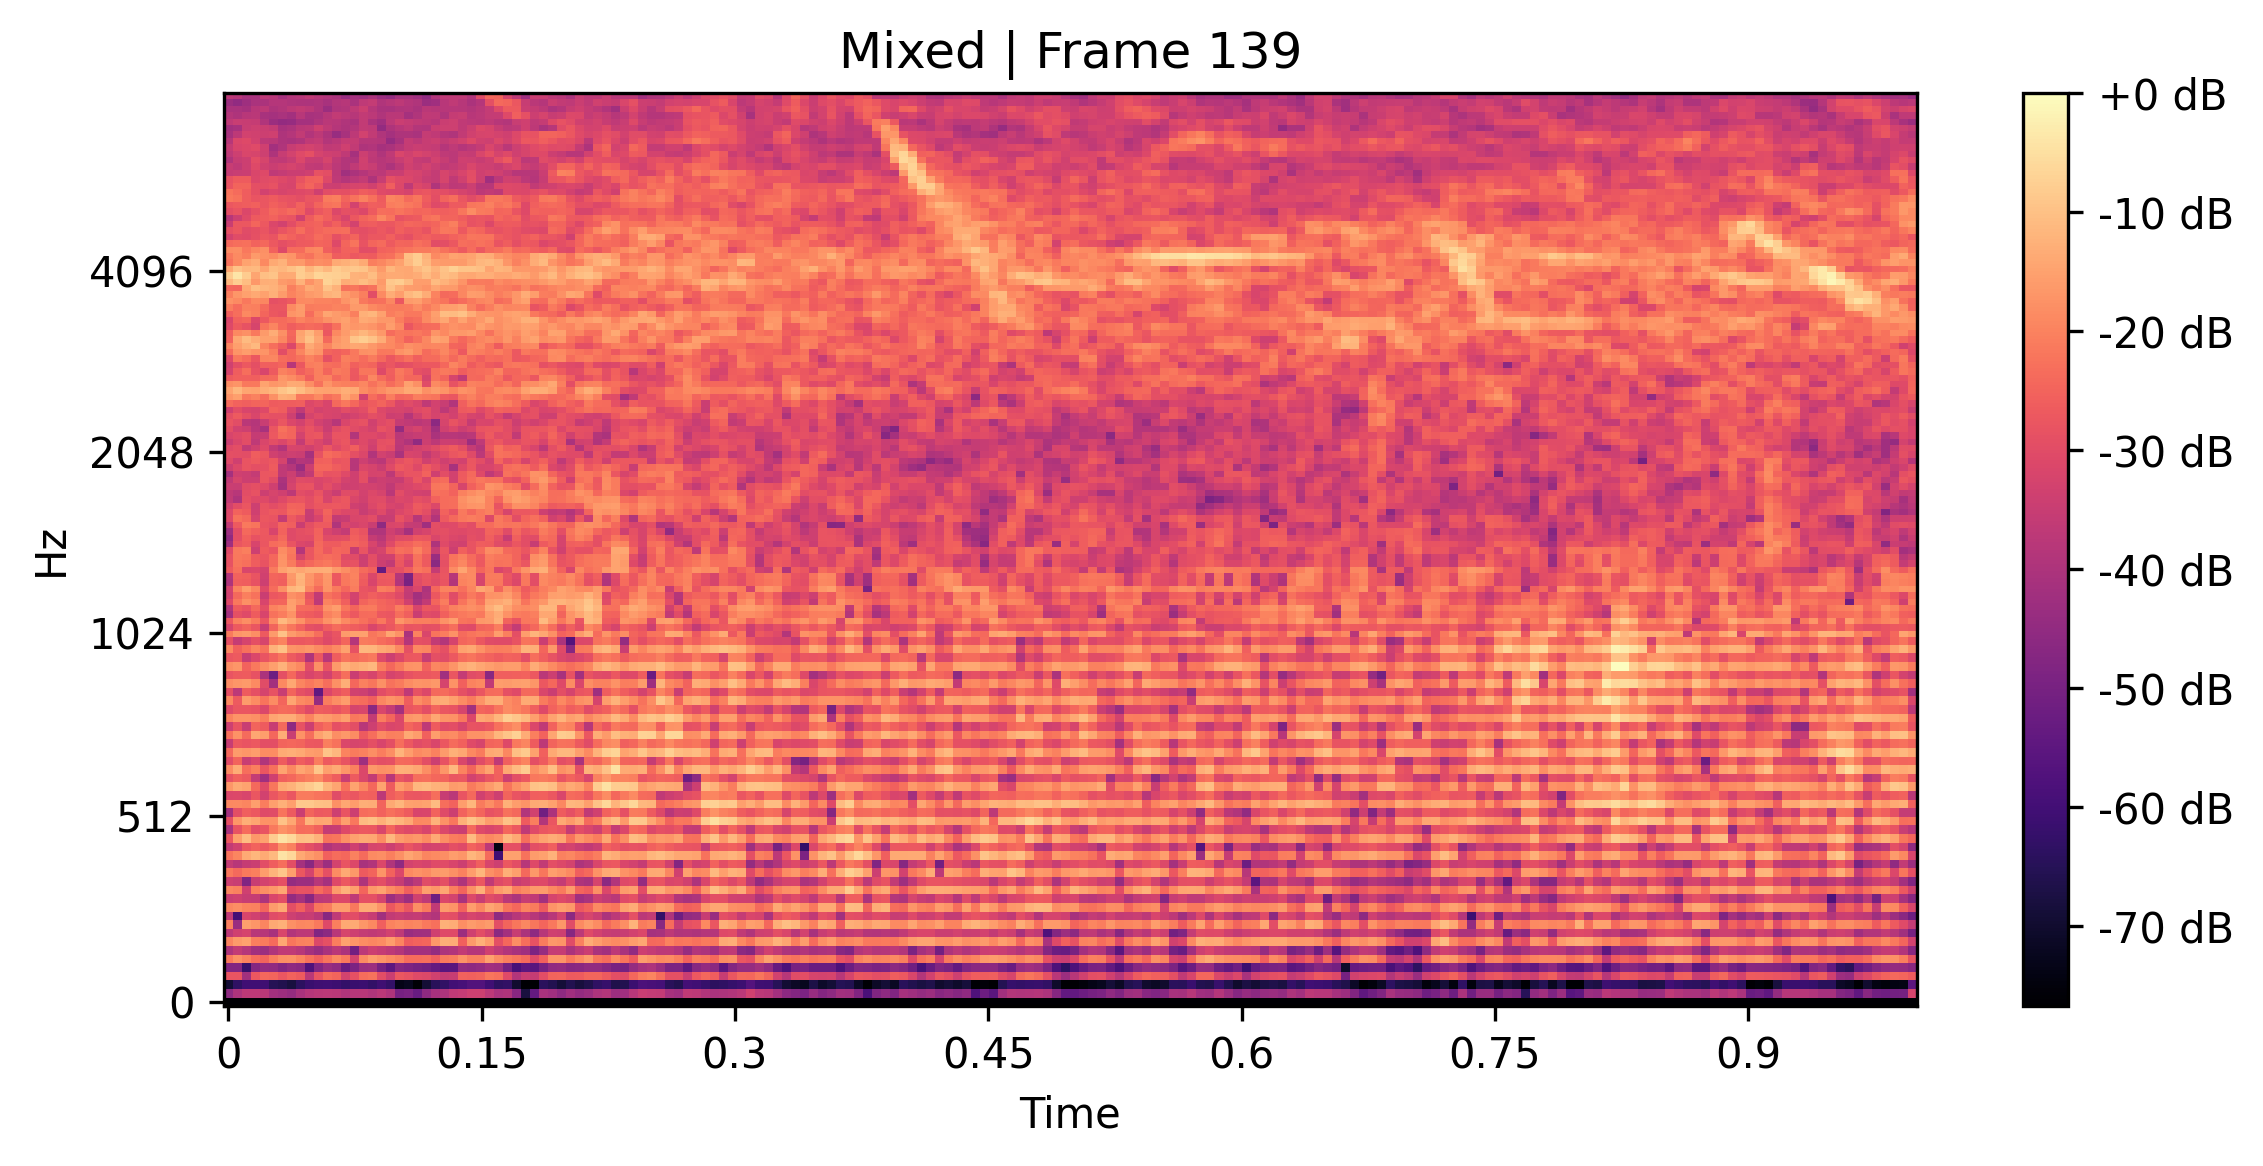 Mixed | Frame 139
+0 dB
-10 dB
-20 dB
-30 dB
-40 dB
-50 dB
-60 dB
-70 dB
Hz
4096
2048
1024
512
0
0 0.15 0.3 0.45 0.6 0.75 0.9
Time